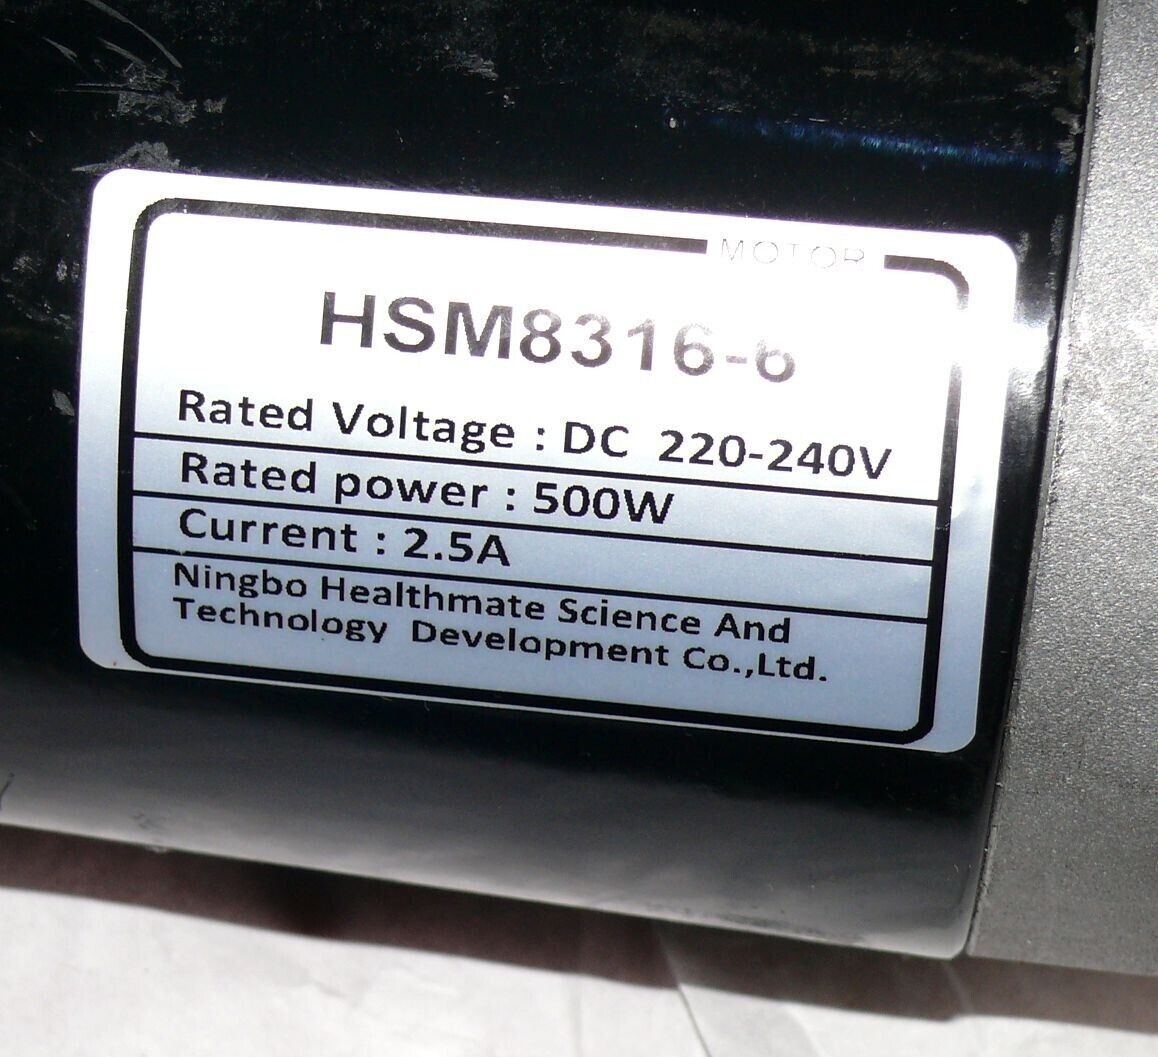 MOTOR
HSM8316-6
Rated Voltage : DC 220-240V
Rated power : 500W
Current : 2.5A
Ningbo Healthmate Science And
Technology Development Co.,Ltd.